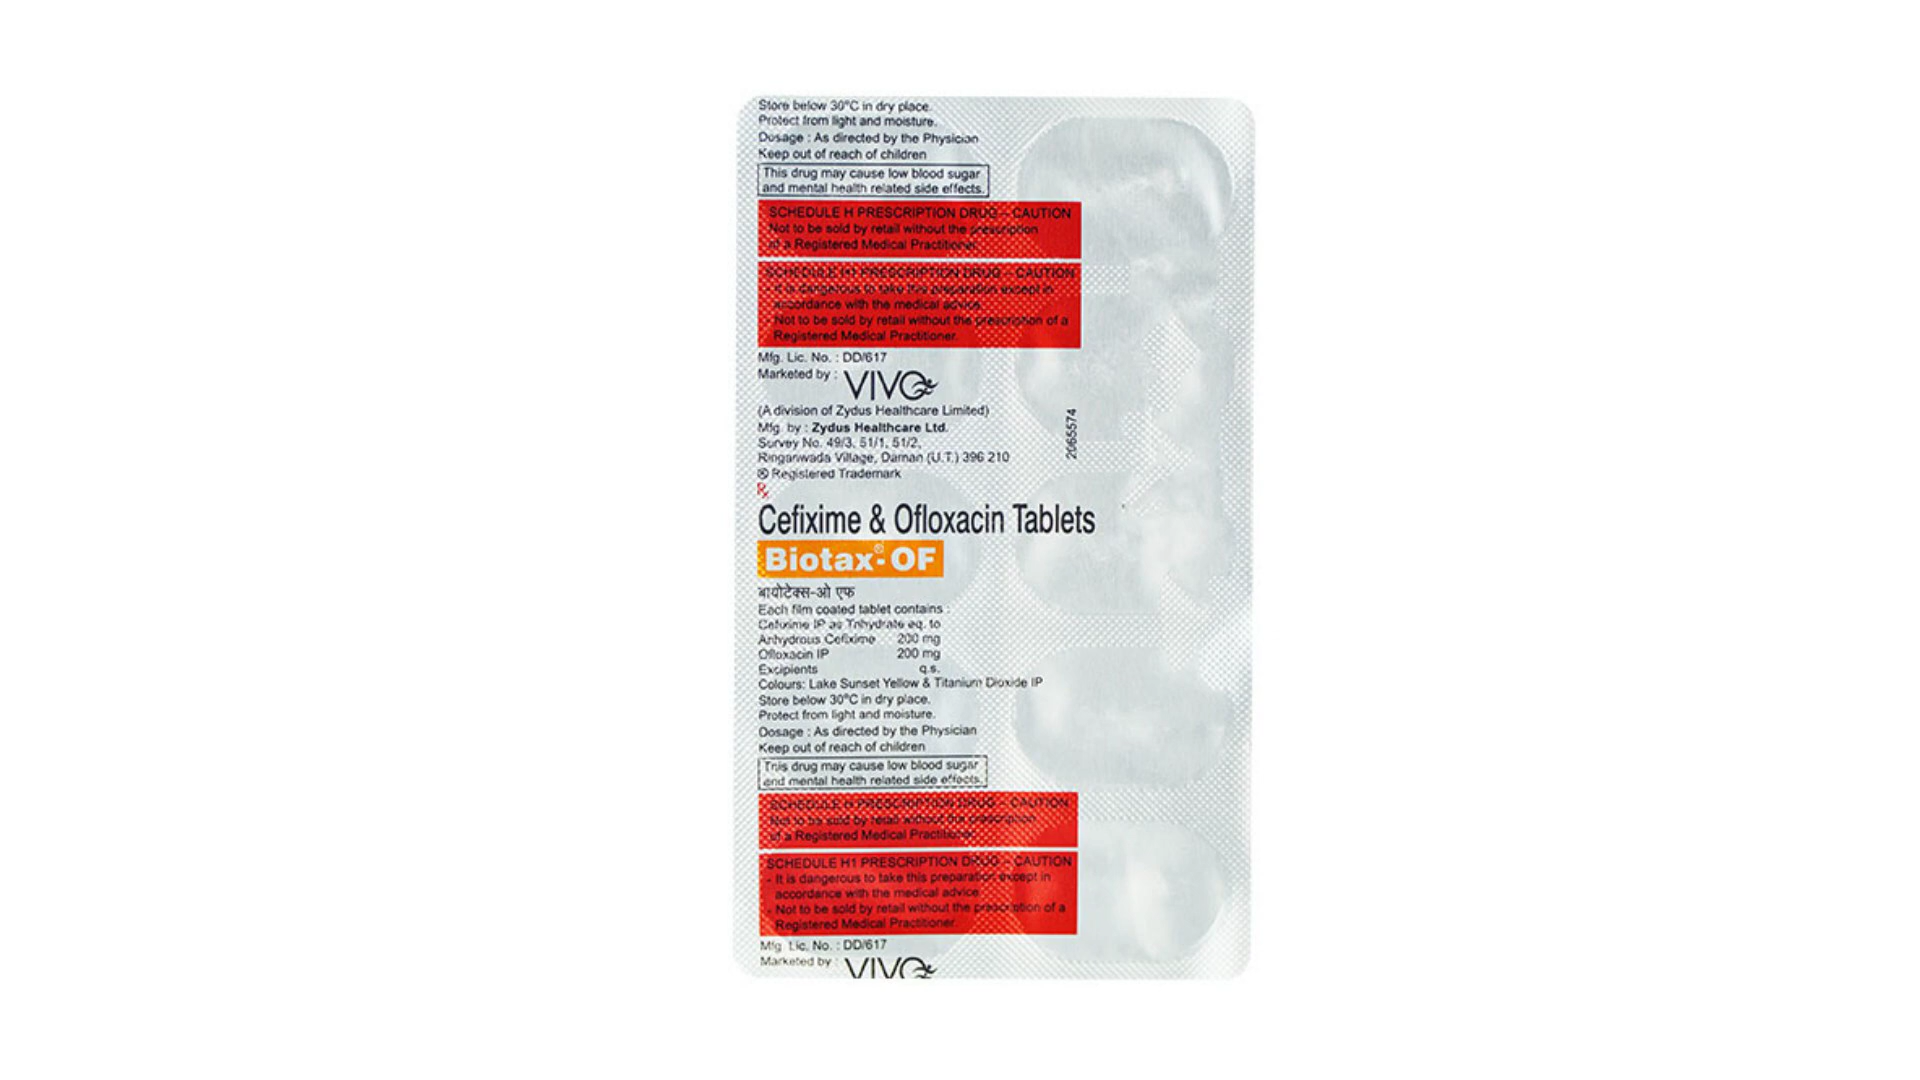 Store below 30°C in dry place.
Protect from light and moisture.
Dosage : As directed by the Physician
Keep out of reach of children
This drug may cause low blood sugar
and mental health related side effects.
SCHEDULE H PRESCRIPTION DRUG – CAUTION
Not to be sold by retail without the prescription
of a Registered Medical Practitioner.
SCHEDULE H1 PRESCRIPTION DRUG – CAUTION
- It is dangerous to take this preparation except in
accordance with the medical advice.
- Not to be sold by retail without the prescription of a
Registered Medical Practitioner.
Mfg. Lic. No. : DD/617
Marketed by : VIVO
(A division of Zydus Healthcare Limited)
Mfg. by : Zydus Healthcare Ltd.
Survey No. 49/3, 51/1, 51/2,
Ringanwada Village, Daman (U.T.) 396 210
® Registered Trademark
2065574
Rx
Cefixime & Ofloxacin Tablets
Biotax®-OF
बायोटेक्स-ओ एफ
Each film coated tablet contains :
Cefixime IP as Trihydrate eq. to
Anhydrous Cefixime 200 mg
Ofloxacin IP 200 mg
Excipients q.s.
Colours: Lake Sunset Yellow & Titanium Dioxide IP
Store below 30°C in dry place.
Protect from light and moisture.
Dosage : As directed by the Physician
Keep out of reach of children
This drug may cause low blood sugar
and mental health related side effects.
SCHEDULE H PRESCRIPTION DRUG – CAUTION
Not to be sold by retail without the prescription
of a Registered Medical Practitioner.
SCHEDULE H1 PRESCRIPTION DRUG – CAUTION
- It is dangerous to take this preparation except in
accordance with the medical advice.
- Not to be sold by retail without the prescription of a
Registered Medical Practitioner.
Mfg. Lic. No. : DD/617
Marketed by : VIVO